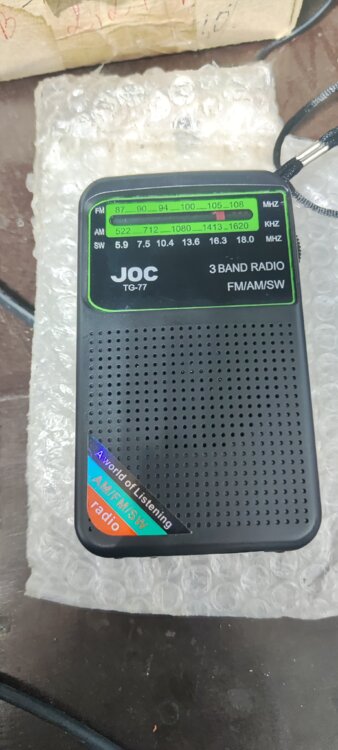 FM 87 90 94 100 105 108 MHZ
AM 522 712 1080 1413 1620 KHZ
SW 5.9 7.5 10.4 13.6 16.3 18.0 MHZ
JOC
TG-77
3 BAND RADIO
FM/AM/SW
A world of Listening
AM/FM/SW
radio